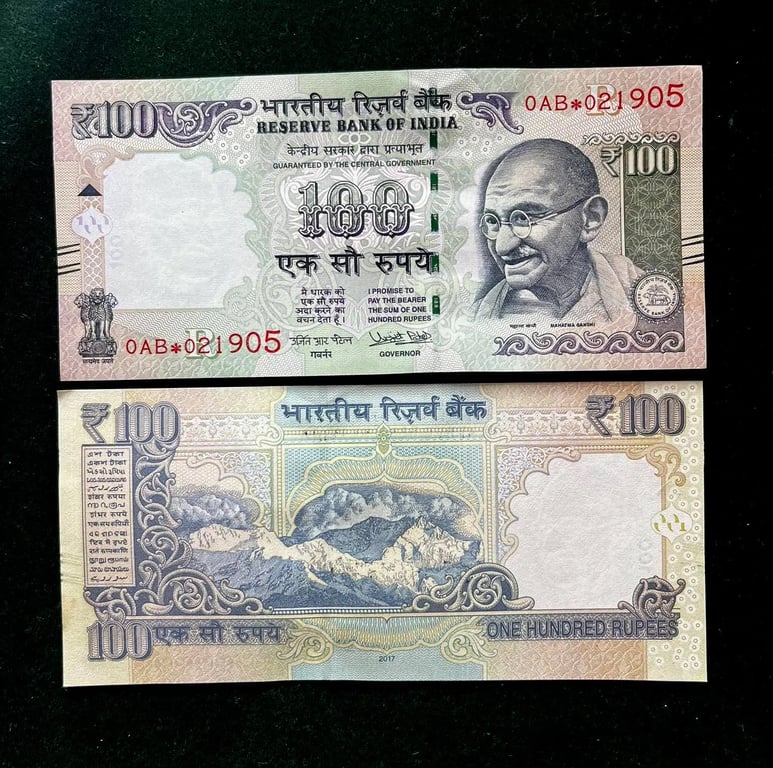 ₹100
भारतीय रिज़र्व बैंक
RESERVE BANK OF INDIA
0AB*021905
केन्द्रीय सरकार द्वारा प्रत्याभूत
GUARANTEED BY THE CENTRAL GOVERNMENT
₹100
100
एक सौ रुपये
मैं धारक को
एक सौ रुपये
अदा करने का
वचन देता हूँ।
I PROMISE TO
PAY THE BEARER
THE SUM OF ONE
HUNDRED RUPEES
महात्मा गांधी
MAHATMA GANDHI
सत्यमेव जयते
0AB*021905
गवर्नर
GOVERNOR
₹100
भारतीय रिज़र्व बैंक
₹100
100
एक सौ रुपये
ONE HUNDRED RUPEES
2017